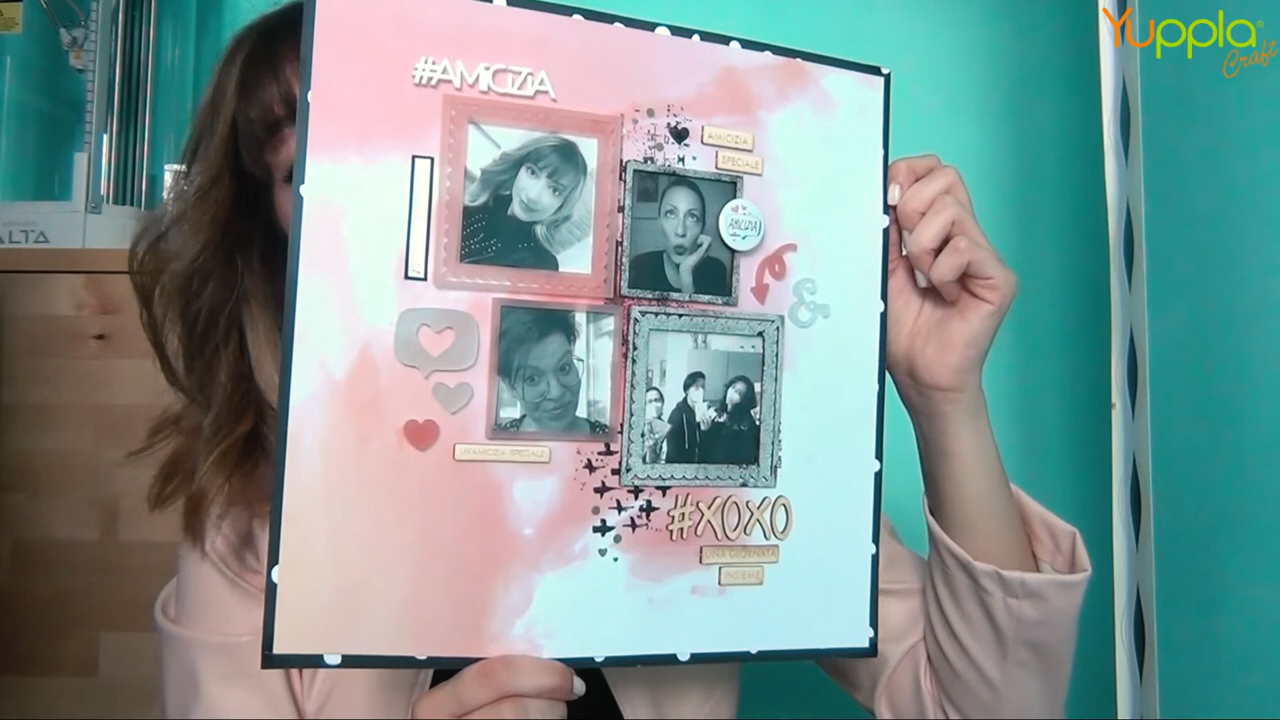 Yuppla®
Craft
#AMiCiZiA
AMICIZIA
SPECIALE
AMICIZIA
ALTA
UN'AMICIZIA SPECIALE
#XOXO
UNA GIORNATA
INSIEME
&